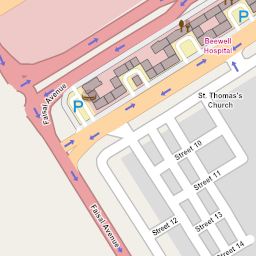 P
Beewell
Hospital
Faisal Avenue
P
St. Thomas's
Church
Street 10
Street 11
Street 12
Street 13
Street 14
Faisal Avenue